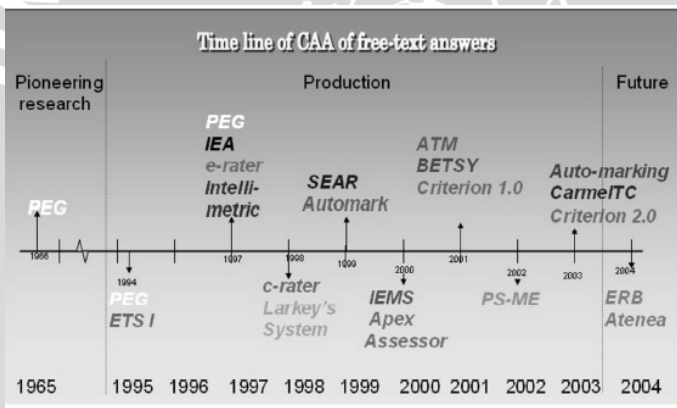 Time line of CAA of free-text answers
Pioneering
research
Production
Future
PEG
IEA
e-rater
Intelli-
metric
SEAR
Automark
ATM
BETSY
Criterion 1.0
Auto-marking
CarmelTC
Criterion 2.0
PEG
1966
1994
1997
1998
1999
2000
2001
2002
2003
2004
PEG
ETS I
c-rater
Larkey's
System
IEMS
Apex
Assessor
PS-ME
ERB
Atenea
1965 1995 1996 1997 1998 1999 2000 2001 2002 2003 2004